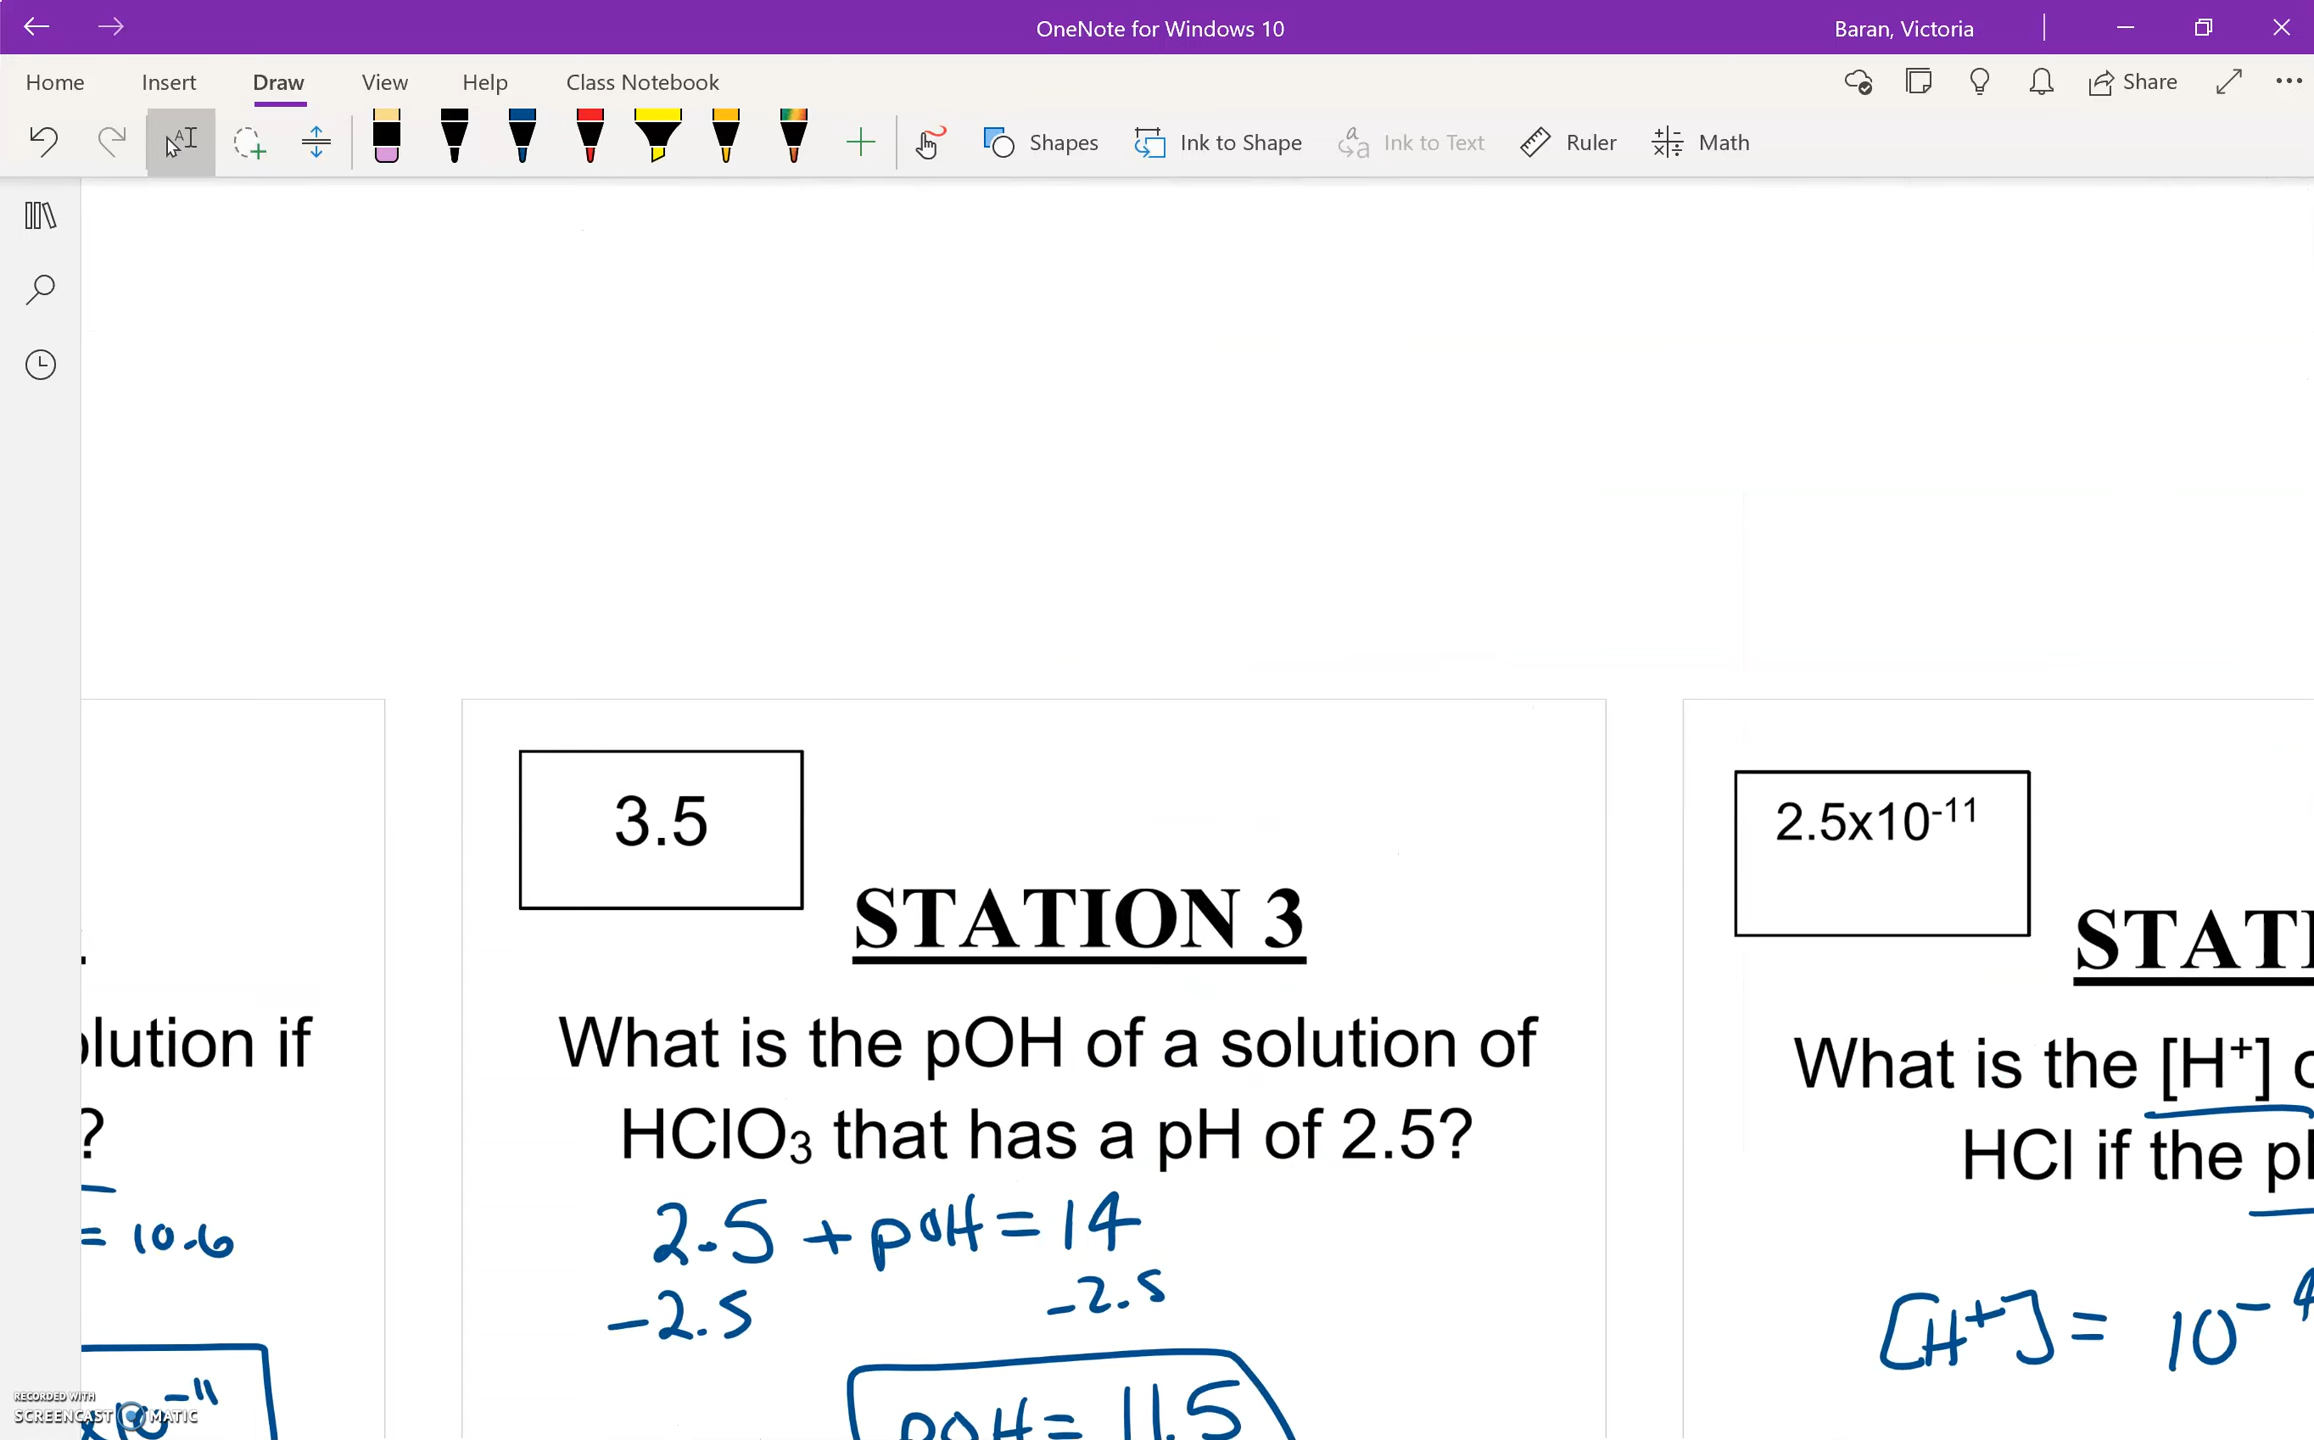 OneNote for Windows 10
Baran, Victoria
Home Insert Draw View Help Class Notebook Share
Shapes Ink to Shape Ink to Text Ruler Math
olution if
?
= 10.6
x10⁻¹¹
3.5
STATION 3
What is the pOH of a solution of
HClO₃ that has a pH of 2.5?
2.5 + pOH = 14
-2.5 -2.5
pOH = 11.5
2.5x10⁻¹¹
STATI
What is the [H⁺] o
HCl if the p
[H⁺] = 10⁻
RECORDED WITH
SCREENCAST MATIC